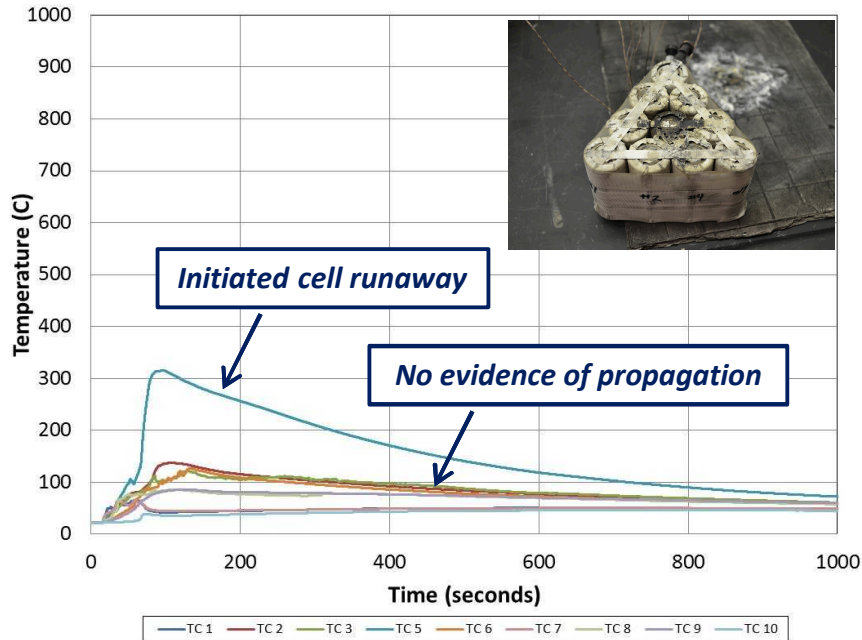 1000
900
800
700
600
500
400
300
200
100
0
Temperature (C)
Initiated cell runaway
No evidence of propagation
#2 #4
0 200 400 600 800 1000
Time (seconds)
TC 1 TC 2 TC 3 TC 5 TC 6 TC 7 TC 8 TC 9 TC 10